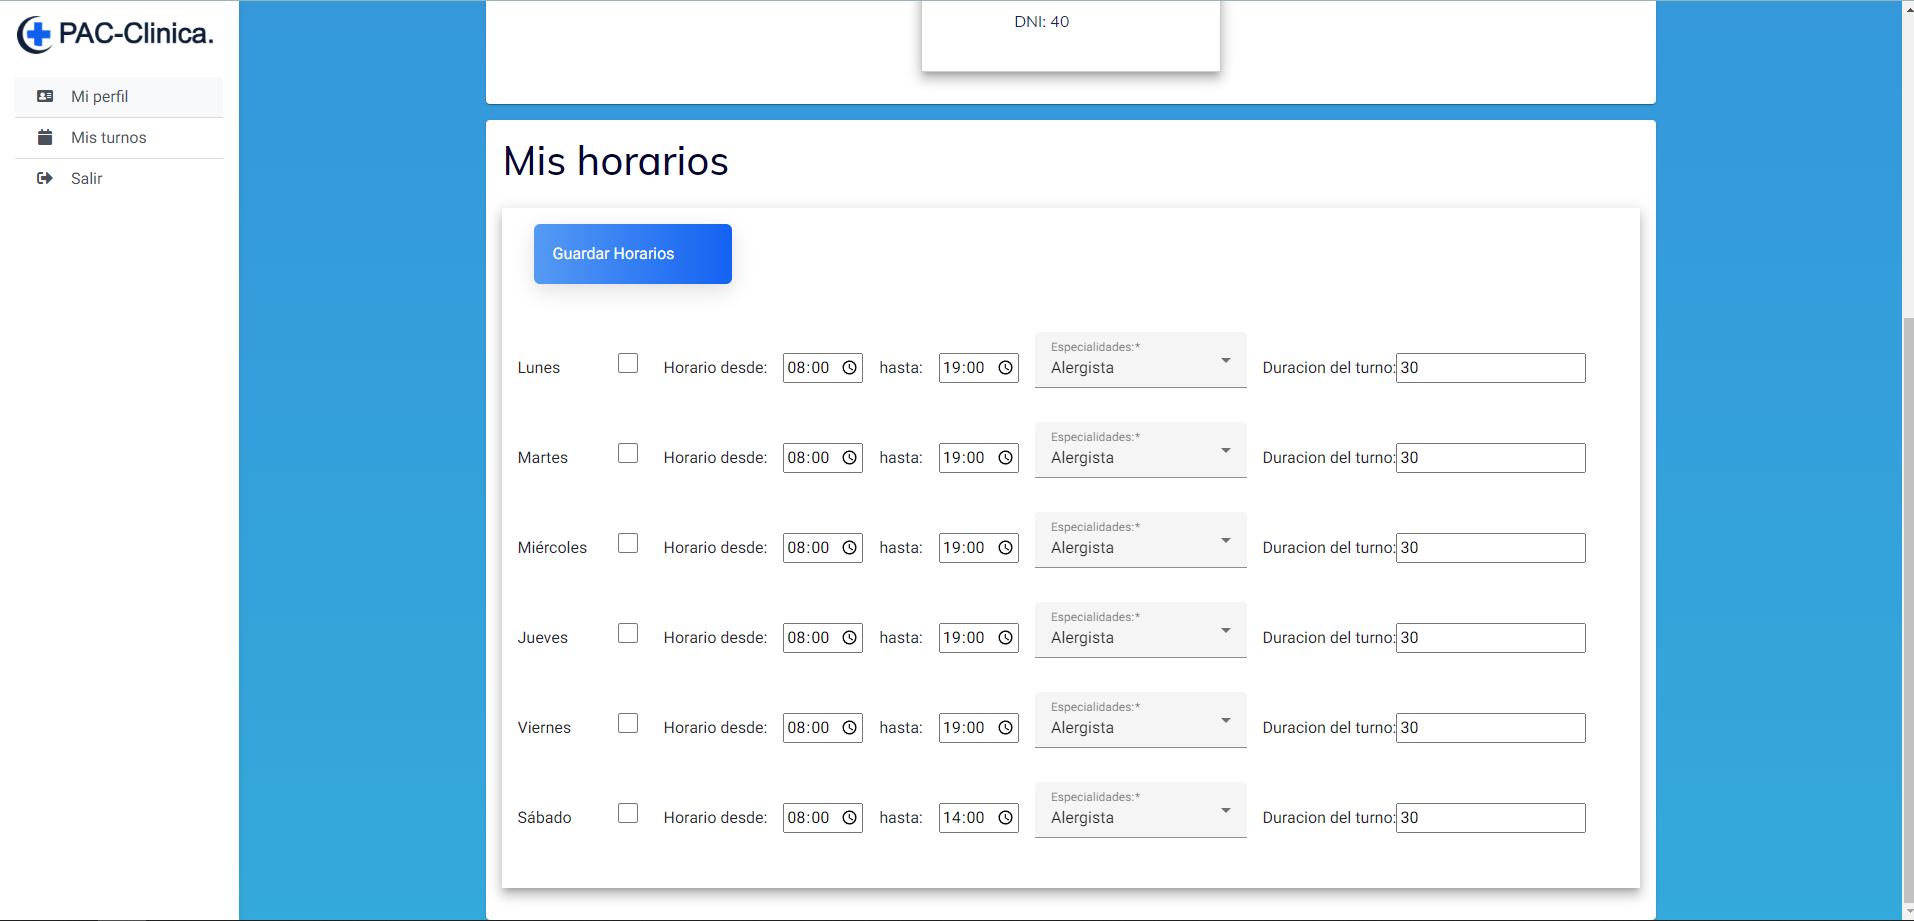 PAC-Clinica.
Mi perfil
Mis turnos
Salir
DNI: 40
Mis horarios
Guardar Horarios
Lunes Horario desde: 08:00 hasta: 19:00 Especialidades:* Alergista Duracion del turno: 30
Martes Horario desde: 08:00 hasta: 19:00 Especialidades:* Alergista Duracion del turno: 30
Miércoles Horario desde: 08:00 hasta: 19:00 Especialidades:* Alergista Duracion del turno: 30
Jueves Horario desde: 08:00 hasta: 19:00 Especialidades:* Alergista Duracion del turno: 30
Viernes Horario desde: 08:00 hasta: 19:00 Especialidades:* Alergista Duracion del turno: 30
Sábado Horario desde: 08:00 hasta: 14:00 Especialidades:* Alergista Duracion del turno: 30